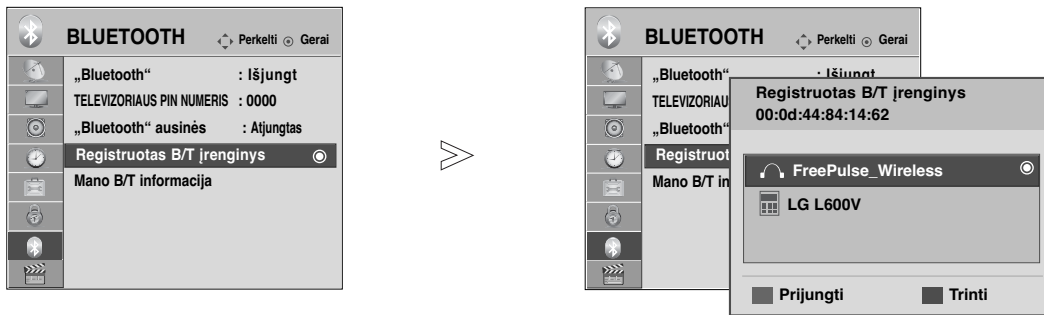 BLUETOOTH Perkelti Gerai
„Bluetooth“ : Išjungt
TELEVIZORIAUS PIN NUMERIS : 0000
„Bluetooth“ ausinės : Atjungtas
Registruotas B/T įrenginys
Mano B/T informacija
BLUETOOTH Perkelti Gerai
„Bluetooth“ : Išjungt
TELEVIZORIAU
„Bluetooth“
Registruot
Mano B/T in
Registruotas B/T įrenginys
00:0d:44:84:14:62
FreePulse_Wireless
LG L600V
Prijungti Trinti